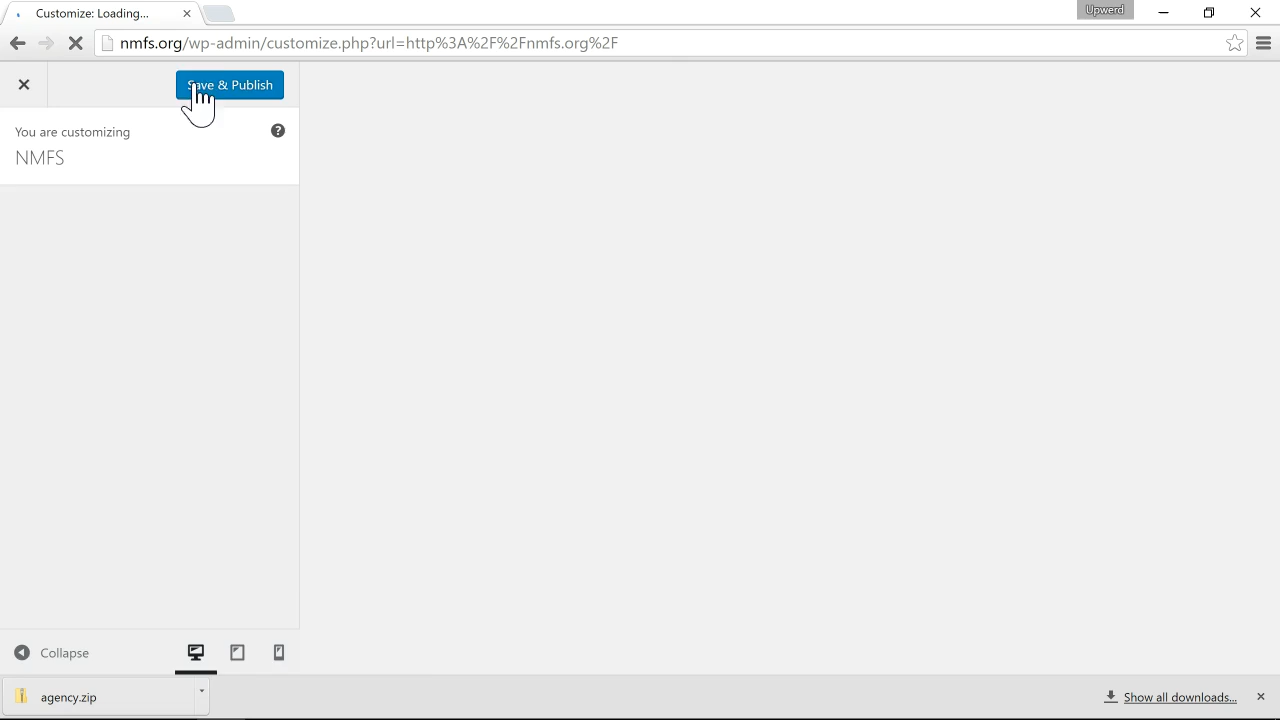 Customize: Loading...
Upwerd
nmfs.org/wp-admin/customize.php?url=http%3A%2F%2Fnmfs.org%2F
Save & Publish
You are customizing
NMFS
Collapse
agency.zip
Show all downloads...